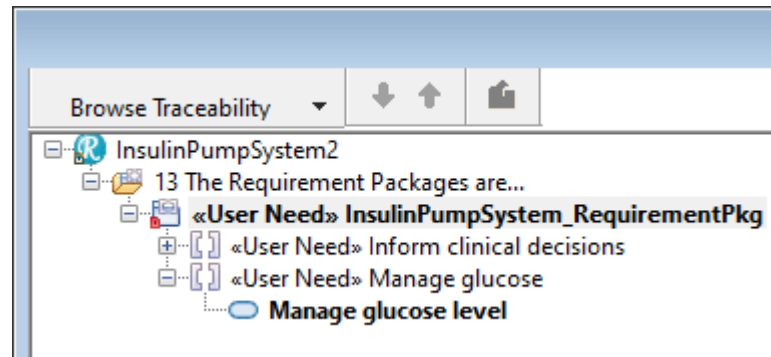 Browse Traceability
InsulinPumpSystem2
13 The Requirement Packages are...
«User Need» InsulinPumpSystem_RequirementPkg
«User Need» Inform clinical decisions
«User Need» Manage glucose
Manage glucose level